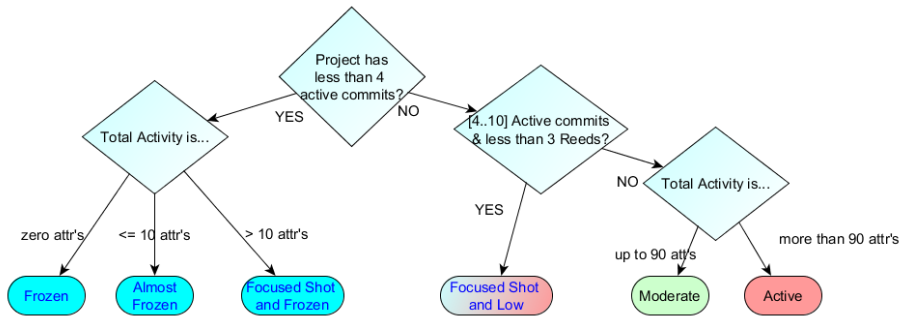 Project has
less than 4
active commits?
YES
NO
[4..10] Active commits
& less than 3 Reeds?
Total Activity is...
Total Activity is...
NO
YES
zero attr's
<= 10 attr's
> 10 attr's
up to 90 att's
more than 90 attr's
Frozen
Almost
Frozen
Focused Shot
and Frozen
Focused Shot
and Low
Moderate
Active